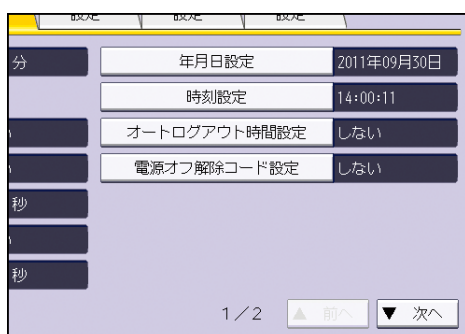 設定 設定 設定
分 年月日設定 2011年09月30日
時刻設定 14:00:11
オートログアウト時間設定 しない
電源オフ解除コード設定 しない
秒
秒
1/2 ▲ 前へ ▼ 次へ